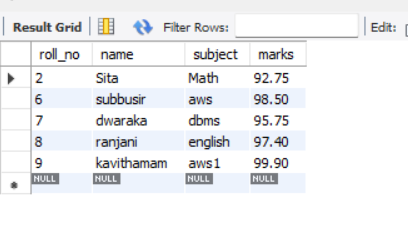 Result Grid Filter Rows: Edit:
roll_no name subject marks
2 Sita Math 92.75
6 subbusir aws 98.50
7 dwaraka dbms 95.75
8 ranjani english 97.40
9 kavithamam aws1 99.90
NULL NULL NULL NULL